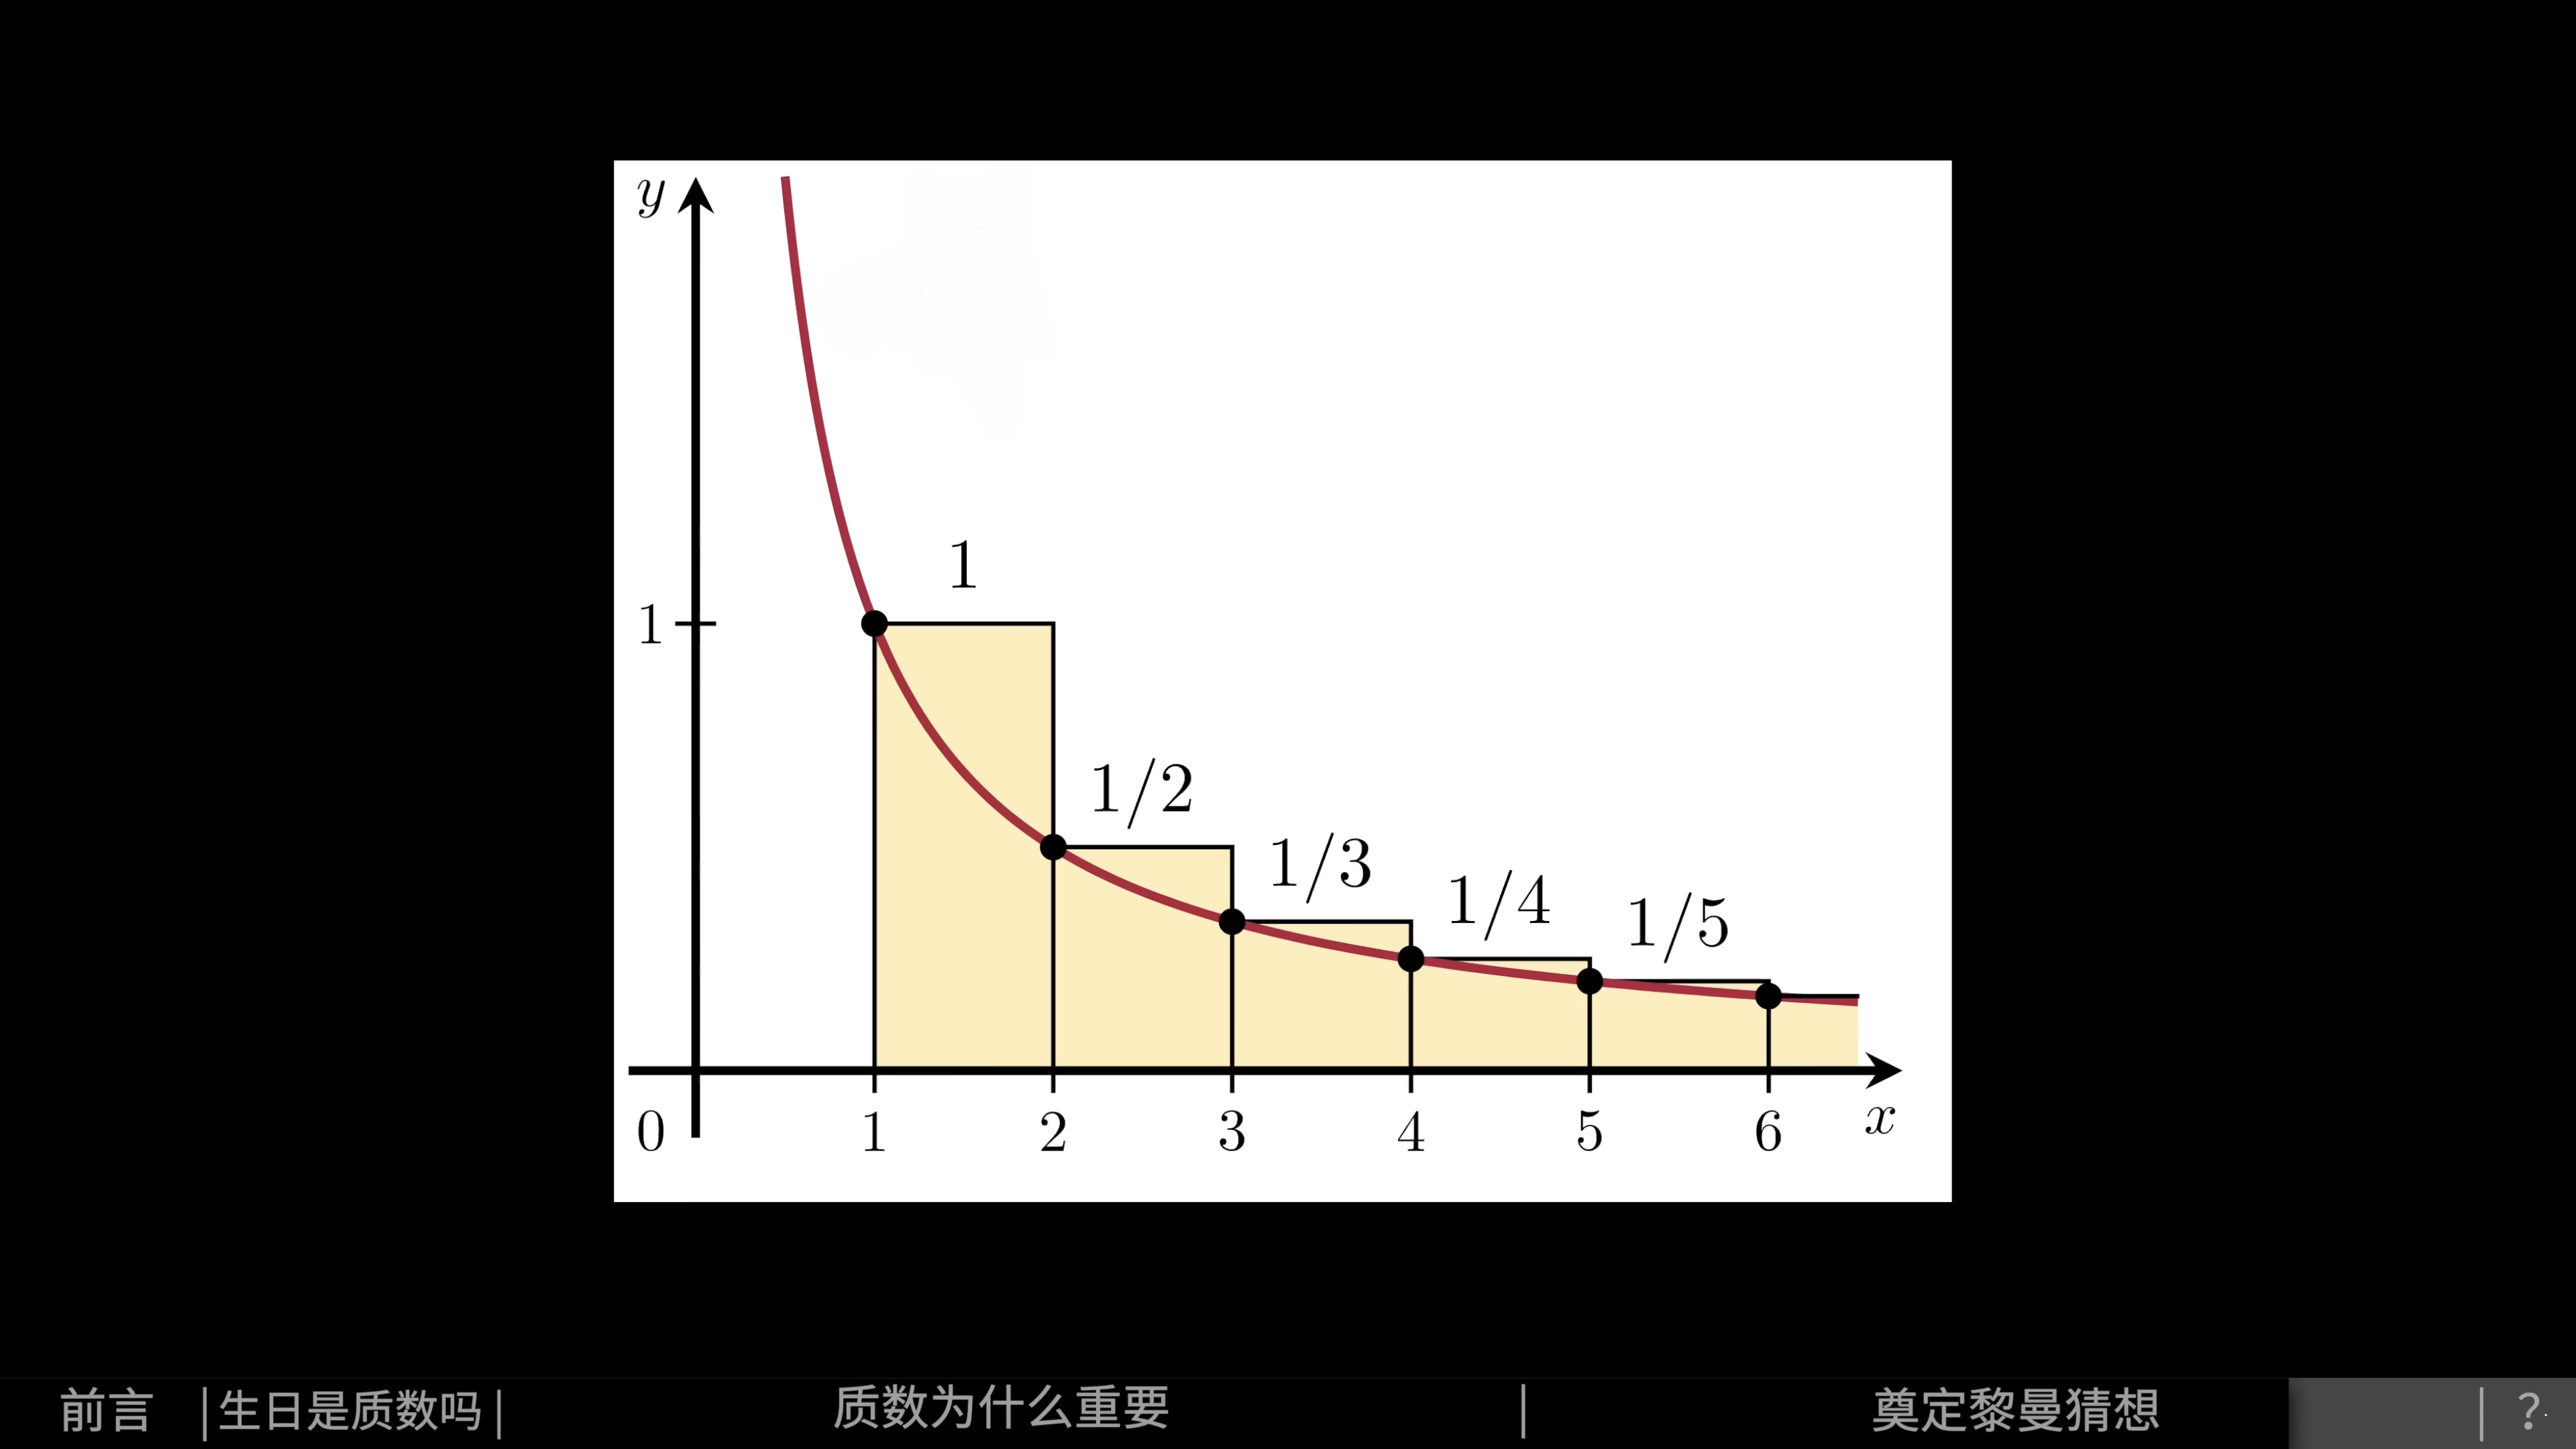 y
1
1
1/2
1/3
1/4
1/5
0 1 2 3 4 5 6 x
前言 | 生日是质数吗 | 质数为什么重要 | 奠定黎曼猜想 | ?